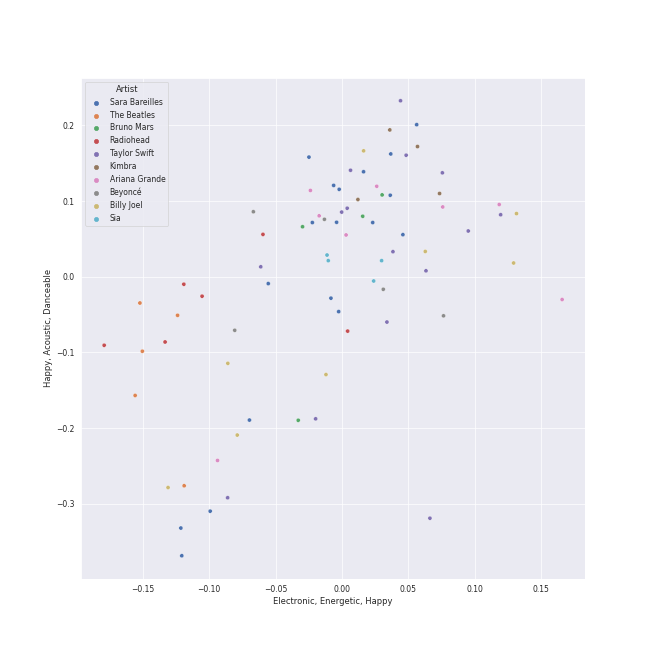 Artist
Sara Bareilles
The Beatles
Bruno Mars
Radiohead
Taylor Swift
Kimbra
Ariana Grande
Beyoncé
Billy Joel
Sia
0.2
0.1
0.0
−0.1
−0.2
−0.3
Happy, Acoustic, Danceable
−0.15
−0.10
−0.05
0.00
0.05
0.10
0.15
Electronic, Energetic, Happy